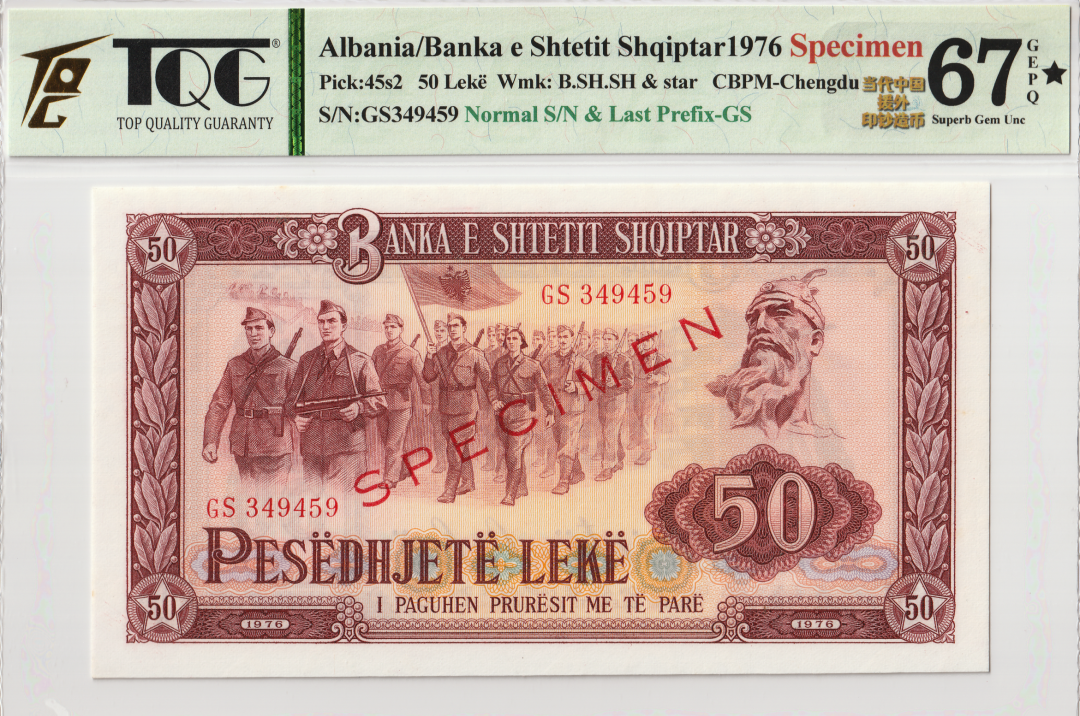 TQG®
TOP QUALITY GUARANTY
Albania/Banka e Shtetit Shqiptar1976 Specimen
Pick:45s2 50 Lekë Wmk: B.SH.SH & star CBPM-Chengdu
S/N:GS349459 Normal S/N & Last Prefix-GS
当代中国
援外
印钞造币
67
GEPQ
Superb Gem Unc
50
BANKA E SHTETIT SHQIPTAR
50
GS 349459
SPECIMEN
GS 349459
50
PESËDHJETË LEKË
I PAGUHEN PRURËSIT ME TË PARË
50
1976
1976
50